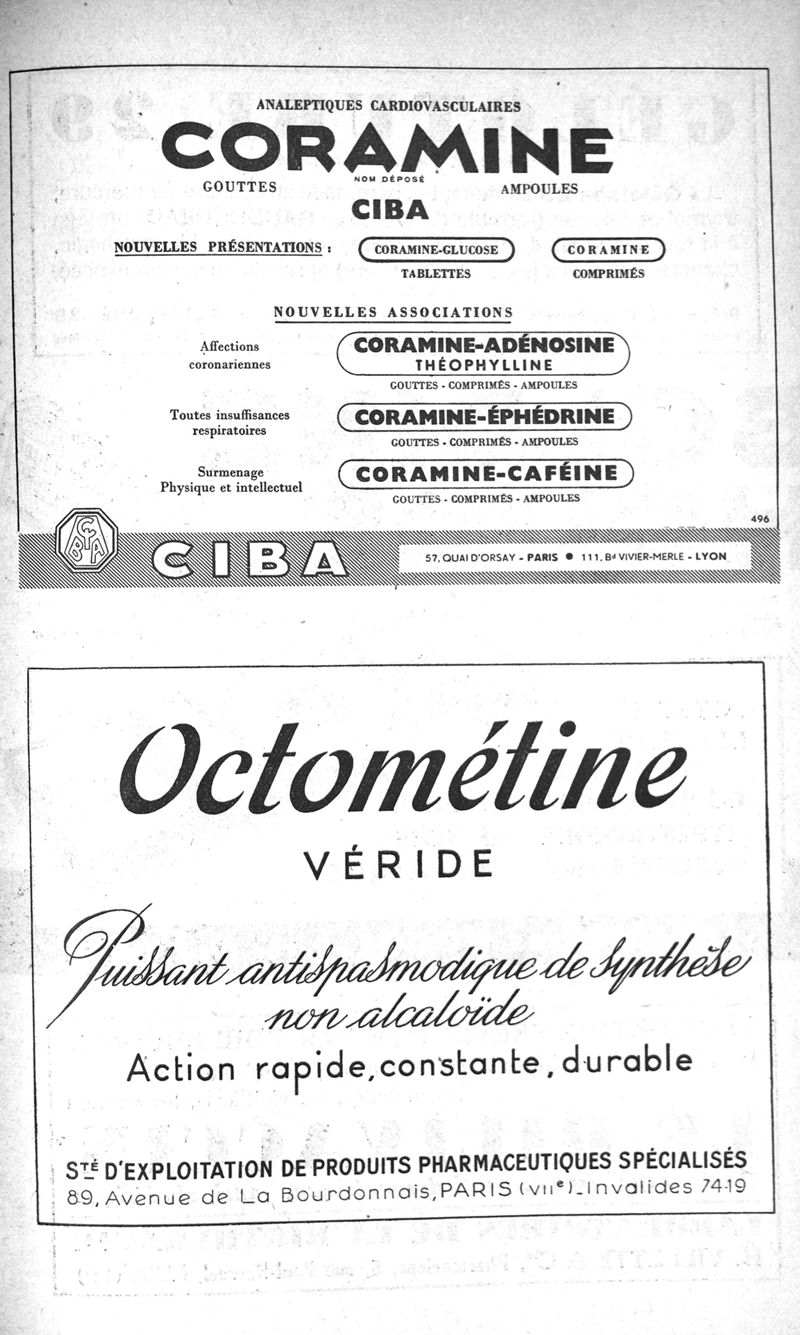 ANALEPTIQUES CARDIOVASCULAIRES
CORAMINE
NOM DÉPOSÉ
GOUTTES AMPOULES
CIBA
NOUVELLES PRÉSENTATIONS : CORAMINE-GLUCOSE CORAMINE
TABLETTES COMPRIMÉS
NOUVELLES ASSOCIATIONS
Affections
coronariennes
CORAMINE-ADÉNOSINE
THÉOPHYLLINE
GOUTTES - COMPRIMÉS - AMPOULES
Toutes insuffisances
respiratoires
CORAMINE-ÉPHÉDRINE
GOUTTES - COMPRIMÉS - AMPOULES
Surmenage
Physique et intellectuel
CORAMINE-CAFÉINE
GOUTTES - COMPRIMÉS - AMPOULES
496
CIBA
CIBA 57, QUAI D'ORSAY - PARIS ● 111, Bd VIVIER-MERLE - LYON
Octométine
VÉRIDE
Puissant antispasmodique de synthèse
non alcaloïde
Action rapide, constante, durable
STÉ D'EXPLOITATION DE PRODUITS PHARMACEUTIQUES SPÉCIALISÉS
89, Avenue de La Bourdonnais, PARIS (VIIe)_Invalides 74-19